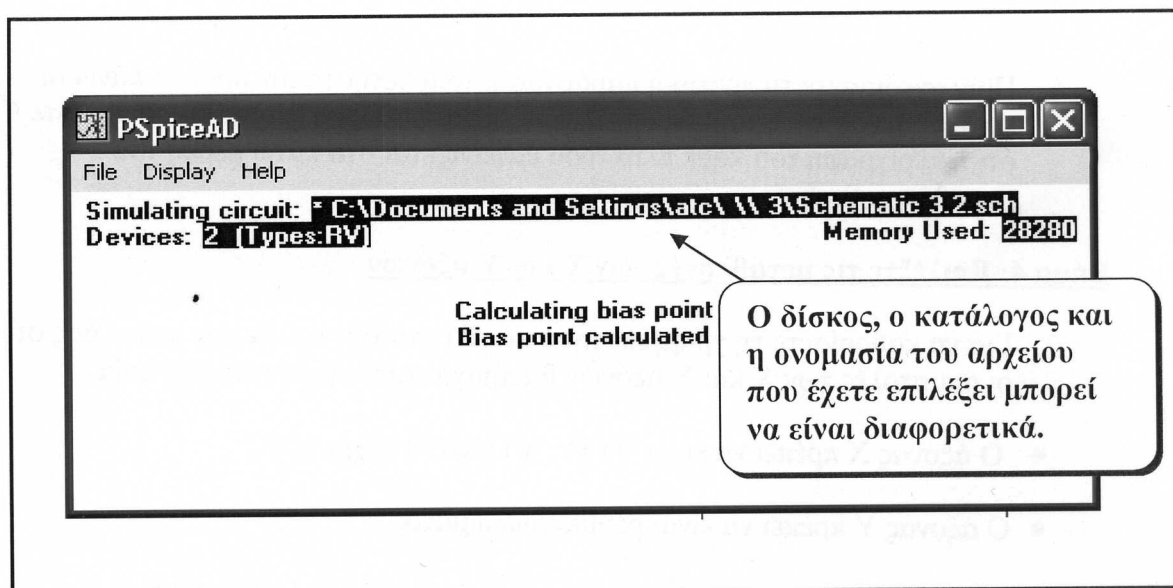 PSpiceAD
File Display Help
Simulating circuit: * C:\Documents and Settings\atc\ \\ 3\Schematic 3.2.sch
Devices: 2 (Types:RV)
Memory Used: 28280
Calculating bias point
Bias point calculated
Ο δίσκος, ο κατάλογος και
η ονομασία του αρχείου
που έχετε επιλέξει μπορεί
να είναι διαφορετικά.